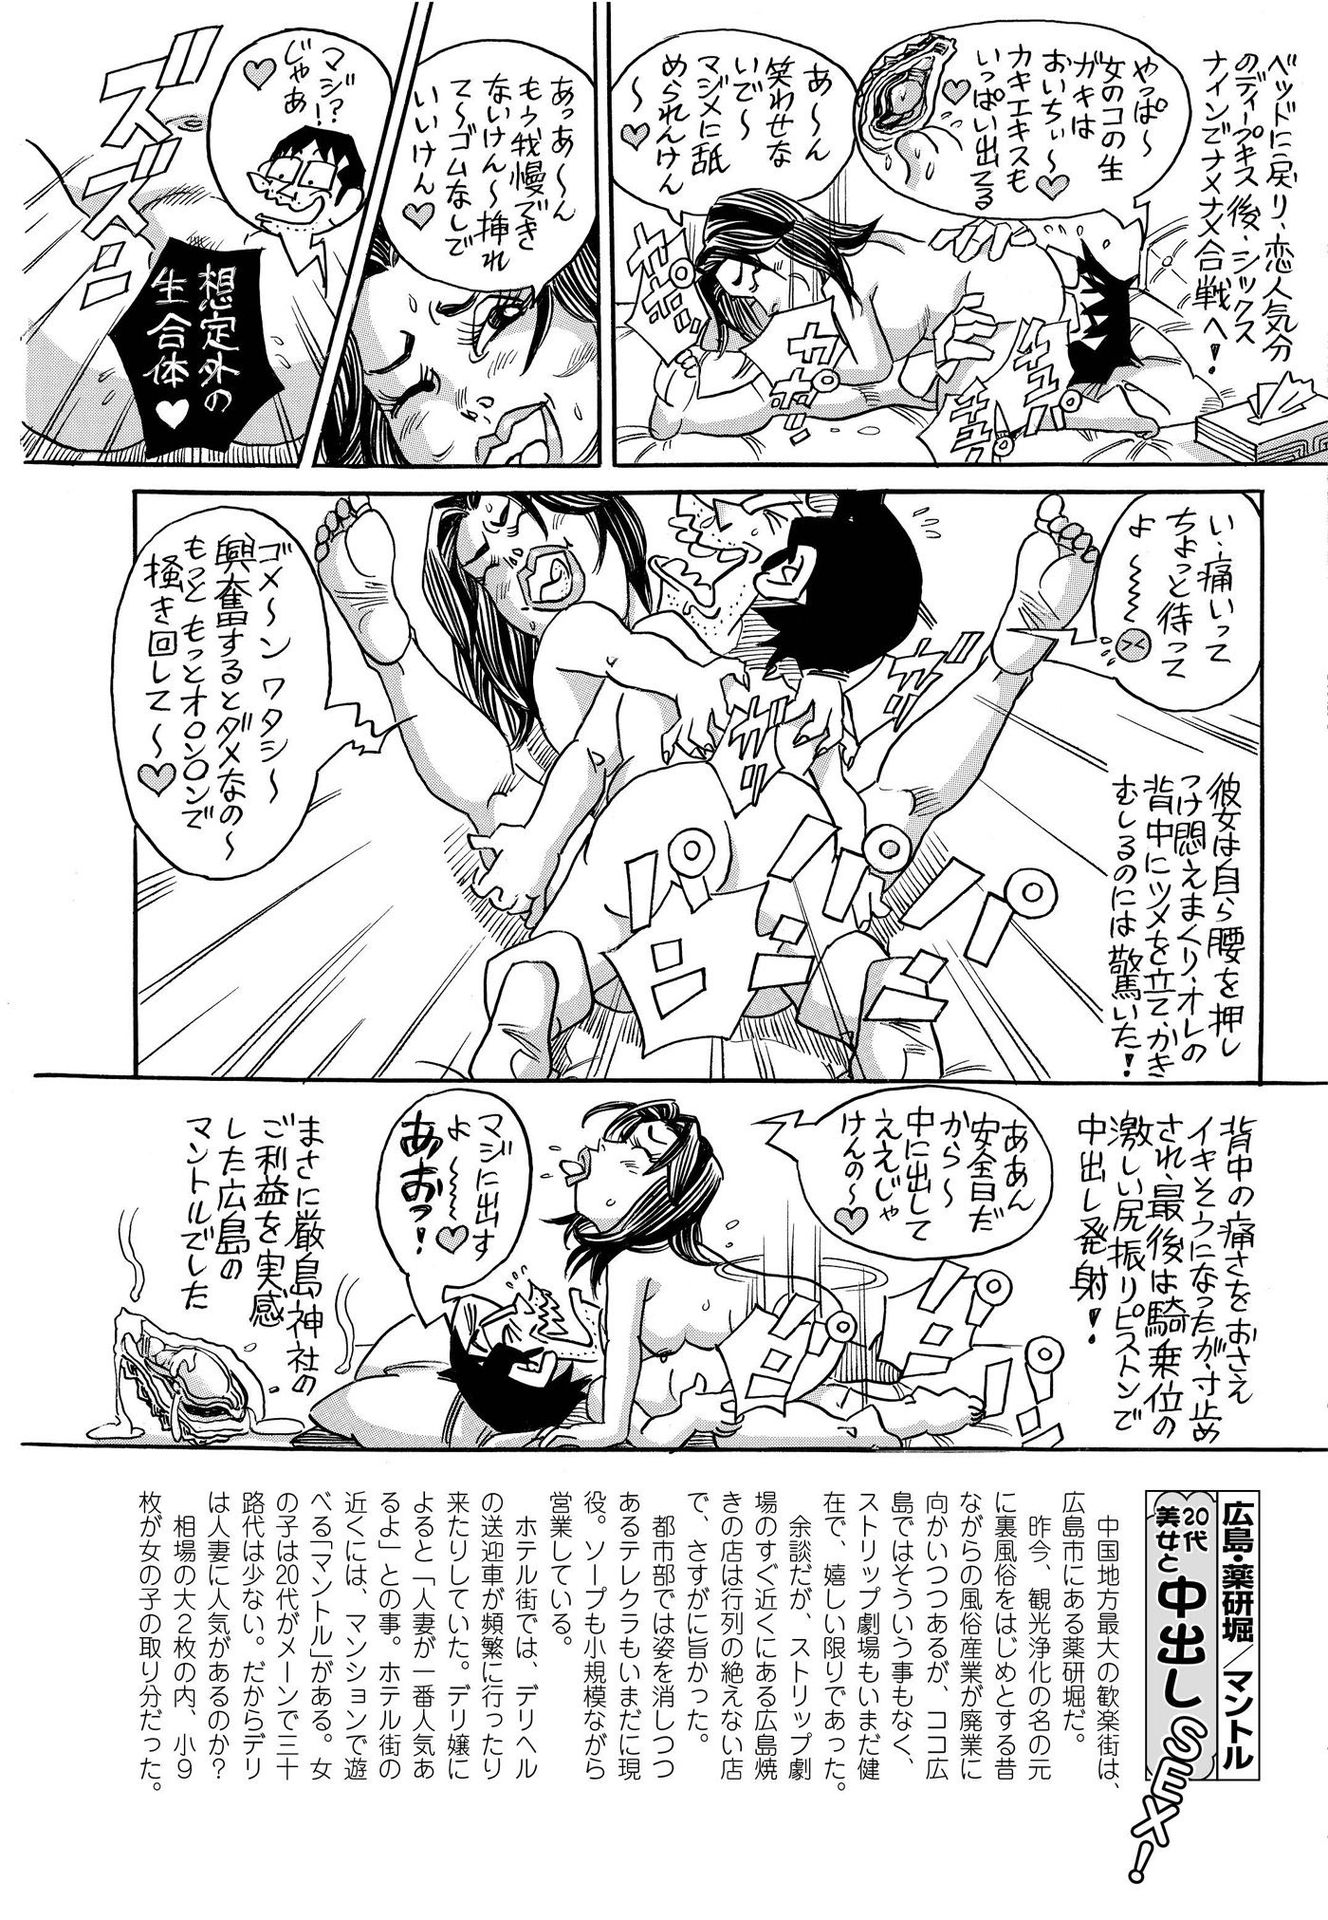 ベッドに戻り、恋人気分
のディープキス後、シックス
ナインでナメナメ合戦へ!
やっぱ〜
女のコの生
ガキは
おいちぃ〜♥
カキエキスも
いっぱい出てる
あ〜ん
笑わせな
いで〜
マジメに舐
められんけん
〜♥
あっあ〜ん
もぅ我慢でき
ないけん〜挿れ
て〜ゴムなしで
いいけん♥
マジ?!
じゃあ
♥
ズズズン
想定外の
生合体♥
い、痛いって
ちょっと待って
よ〜
ゴメ〜ンワタシ〜
興奮するとダメなの〜
もっともっとオ〇ン〇ンで
掻き回して〜♥
彼女は自ら腰を押し
つけ悶えまくり、オレの
背中にツメを立て、かき
むしるのには驚いた!
背中の痛さをおさえ
イキそうになったが、寸止め
され、最後は騎乗位の
激しい尻振りピストンで
中出し発射!
ああん
安全日だ
から〜
中に出して
ええじゃ
けんの〜♥
マジに出す
よ〜♥
あおっ!
まさに厳島神社の
ご利益を実感
した広島の
マントルでした
広島・薬研堀/マントル
20代
美女と
中出しSEX!
中国地方最大の歓楽街は、
広島市にある薬研堀だ。
昨今、観光浄化の名の元
に裏風俗をはじめとする昔
ながらの風俗産業が廃業に
向かいつつあるが、ココ広
島ではそういう事もなく、
ストリップ劇場もいまだ健
在で、嬉しい限りであった。
余談だが、ストリップ劇
場のすぐ近くにある広島焼
きの店は行列の絶えない店
で、さすがに旨かった。
都市部では姿を消しつつ
あるテレクラもいまだに現
役。ソープも小規模ながら
営業している。
ホテル街では、デリヘル
の送迎車が頻繁に行ったり
来たりしていた。デリ嬢に
よると「人妻が一番人気あ
るよ」との事。ホテル街の
近くには、マンションで遊
べる「マントル」がある。女
の子は20代がメーンで三十
路代は少ない。だからデリ
は人妻に人気があるのか?
相場の大2枚の内、小9
枚が女の子の取り分だった。